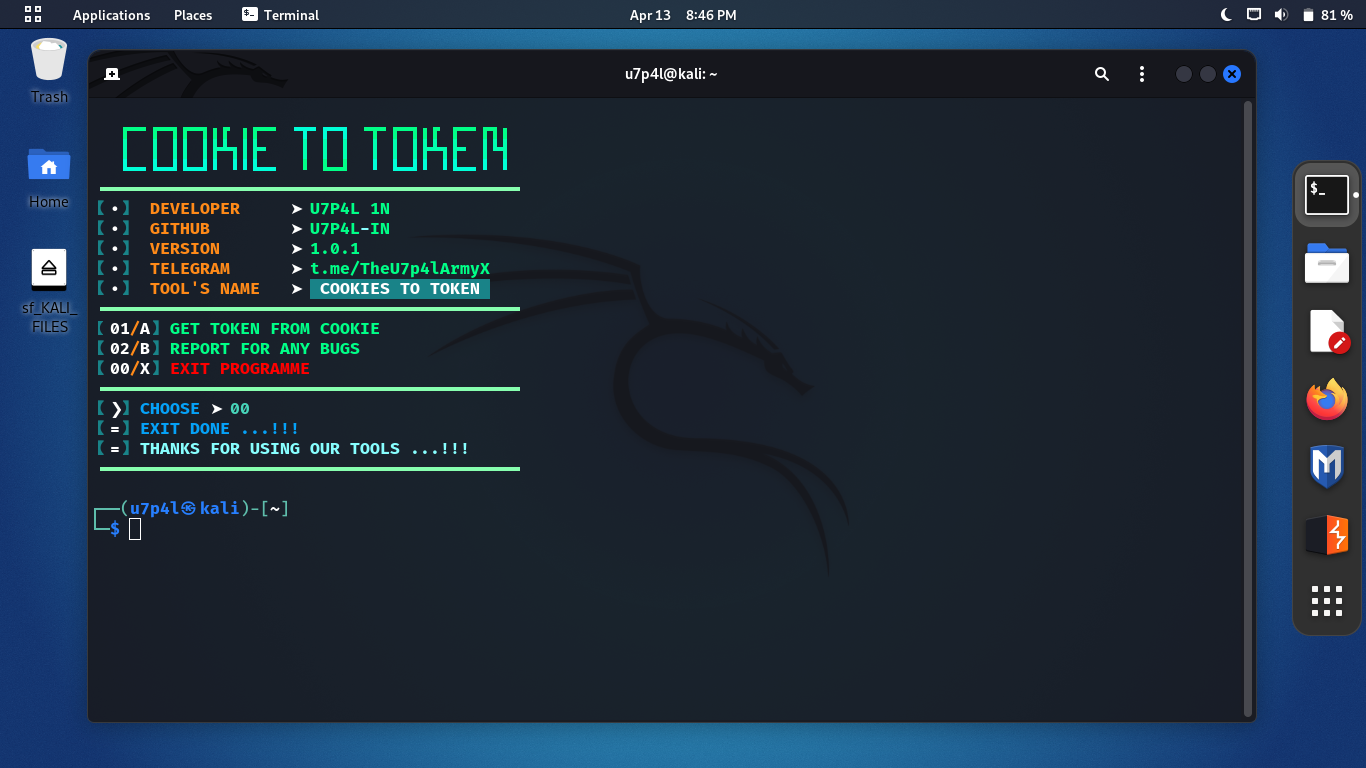 Applications Places Terminal Apr 13 8:46 PM 81 %
Trash
Home
sf_KALI_
FILES
u7p4l@kali: ~
COOKIE TO TOKEN
【 • 】 DEVELOPER ➤ U7P4L 1N
【 • 】 GITHUB ➤ U7P4L-IN
【 • 】 VERSION ➤ 1.0.1
【 • 】 TELEGRAM ➤ t.me/TheU7p4lArmyX
【 • 】 TOOL'S NAME ➤ COOKIES TO TOKEN
【01/A】GET TOKEN FROM COOKIE
【02/B】REPORT FOR ANY BUGS
【00/X】EXIT PROGRAMME
【❯】CHOOSE ➤ 00
【=】EXIT DONE ...!!!
【=】THANKS FOR USING OUR TOOLS ...!!!
┌──(u7p4l㉿kali)-[~]
└─$